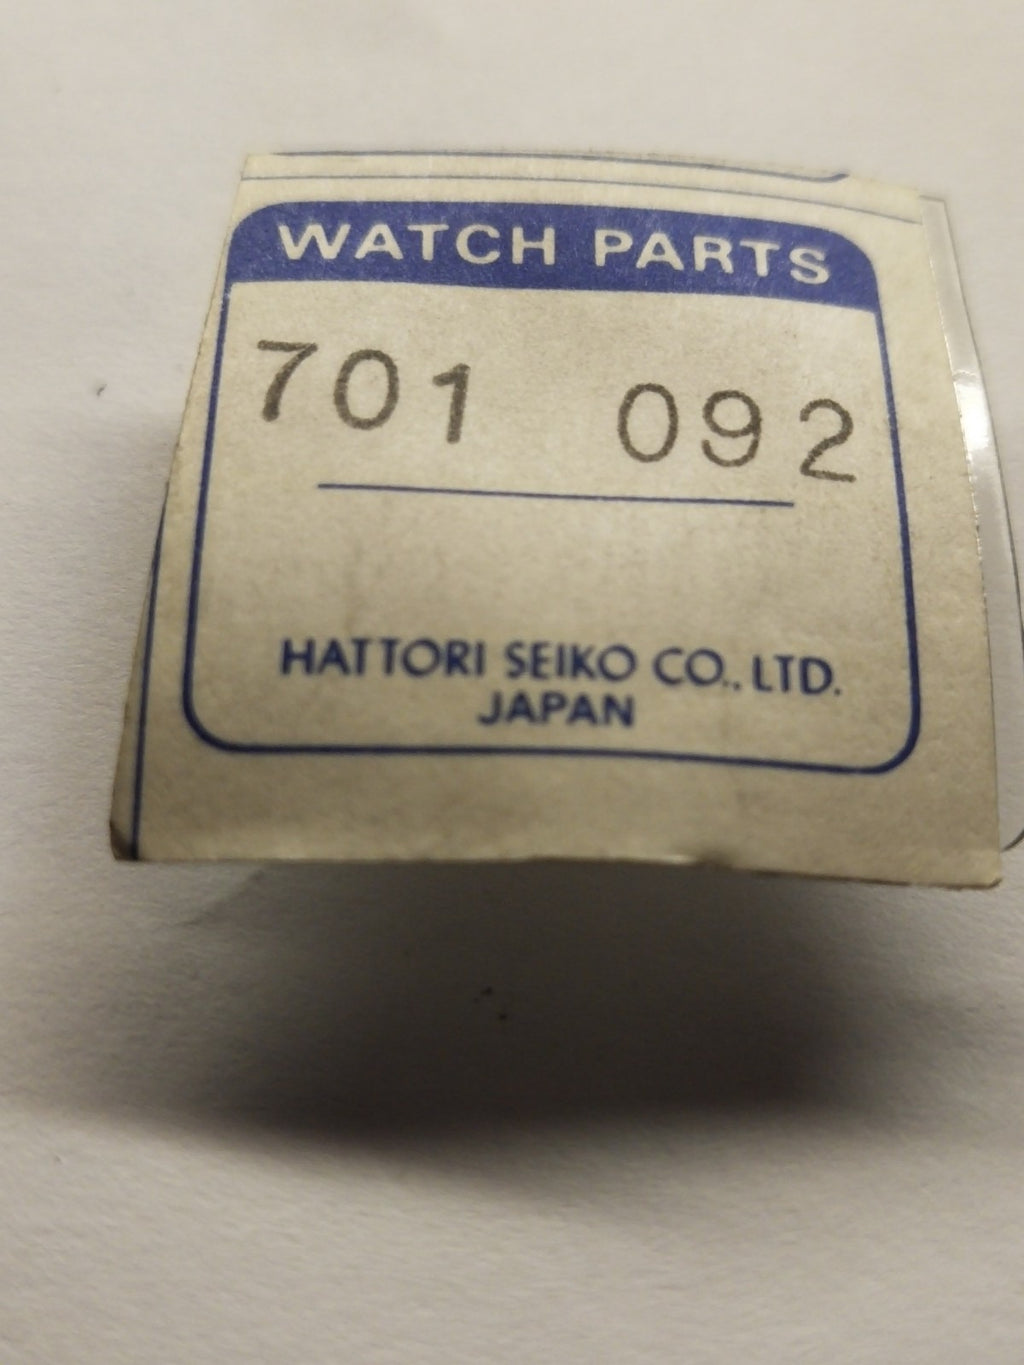 WATCH PARTS
701 092
HATTORI SEIKO CO., LTD.
JAPAN